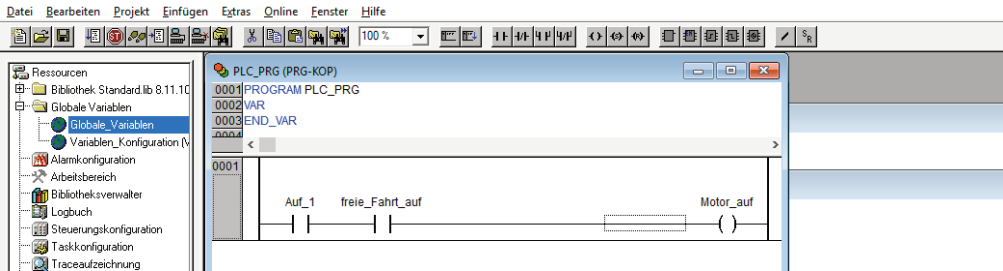 Datei Bearbeiten Projekt Einfügen Extras Online Fenster Hilfe
100 %
Ressourcen
Bibliothek Standard.lib 8.11.10
Globale Variablen
Globale_Variablen
Variablen_Konfiguration (V
Alarmkonfiguration
Arbeitsbereich
Bibliotheksverwalter
Logbuch
Steuerungskonfiguration
Taskkonfiguration
Traceaufzeichnung
PLC_PRG (PRG-KOP)
0001 PROGRAM PLC_PRG
0002 VAR
0003 END_VAR
0004
0001
Auf_1 freie_Fahrt_auf Motor_auf